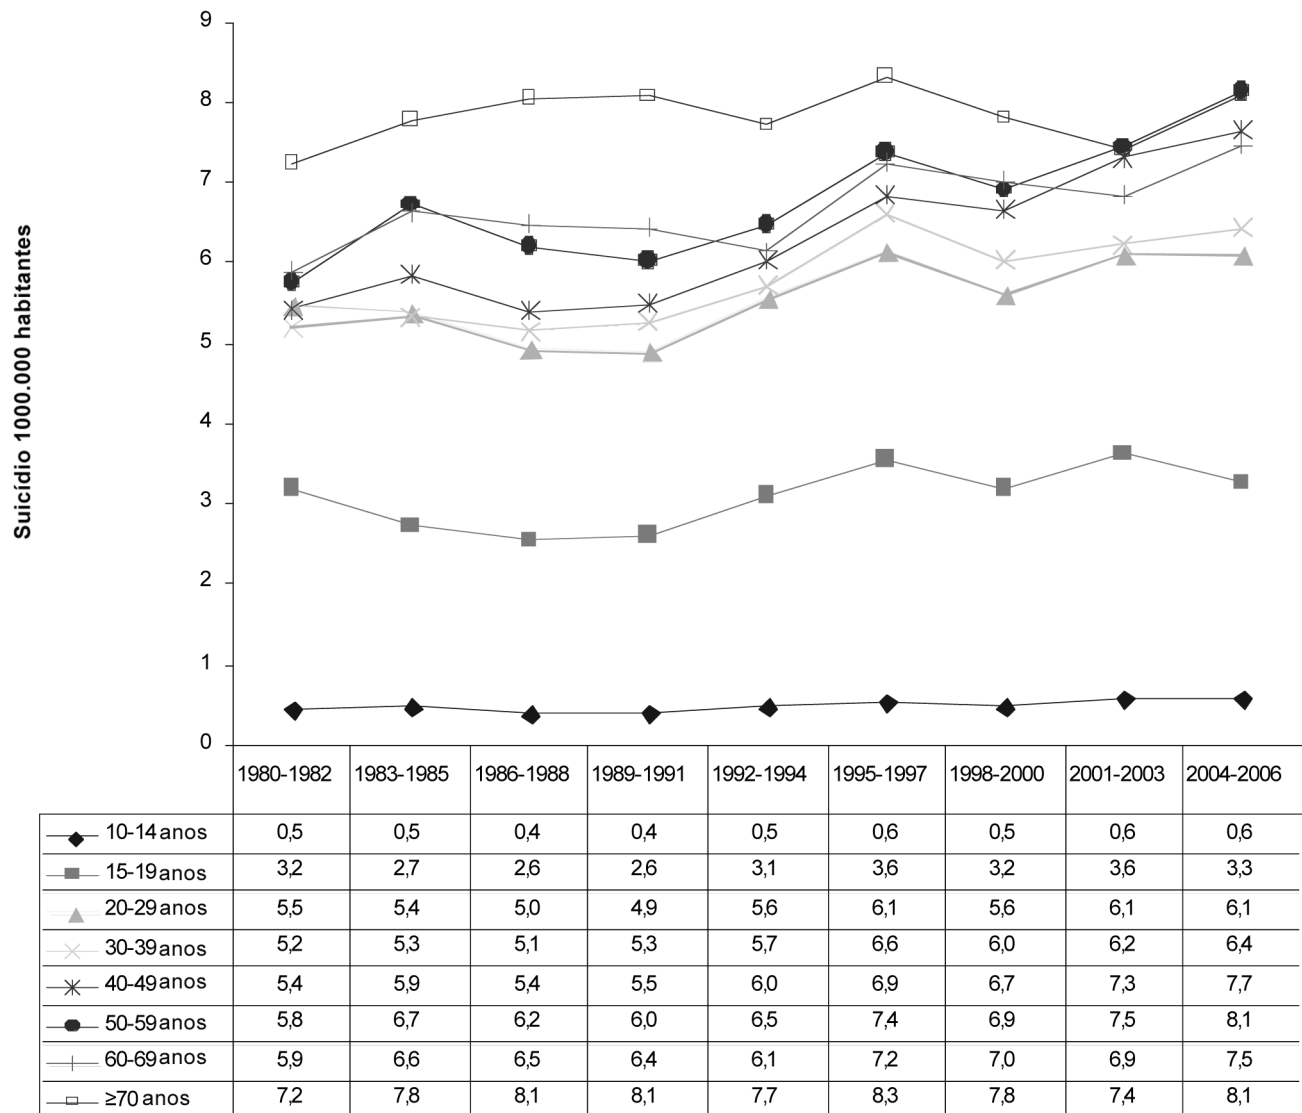 Suicídio 1000.000 habitantes
9
8
7
6
5
4
3
2
1
0
1980-1982 1983-1985 1986-1988 1989-1991 1992-1994 1995-1997 1998-2000 2001-2003 2004-2006
10-14 anos 0,5 0,5 0,4 0,4 0,5 0,6 0,5 0,6 0,6
15-19 anos 3,2 2,7 2,6 2,6 3,1 3,6 3,2 3,6 3,3
20-29 anos 5,5 5,4 5,0 4,9 5,6 6,1 5,6 6,1 6,1
30-39 anos 5,2 5,3 5,1 5,3 5,7 6,6 6,0 6,2 6,4
40-49 anos 5,4 5,9 5,4 5,5 6,0 6,9 6,7 7,3 7,7
50-59 anos 5,8 6,7 6,2 6,0 6,5 7,4 6,9 7,5 8,1
60-69 anos 5,9 6,6 6,5 6,4 6,1 7,2 7,0 6,9 7,5
≥70 anos 7,2 7,8 8,1 8,1 7,7 8,3 7,8 7,4 8,1